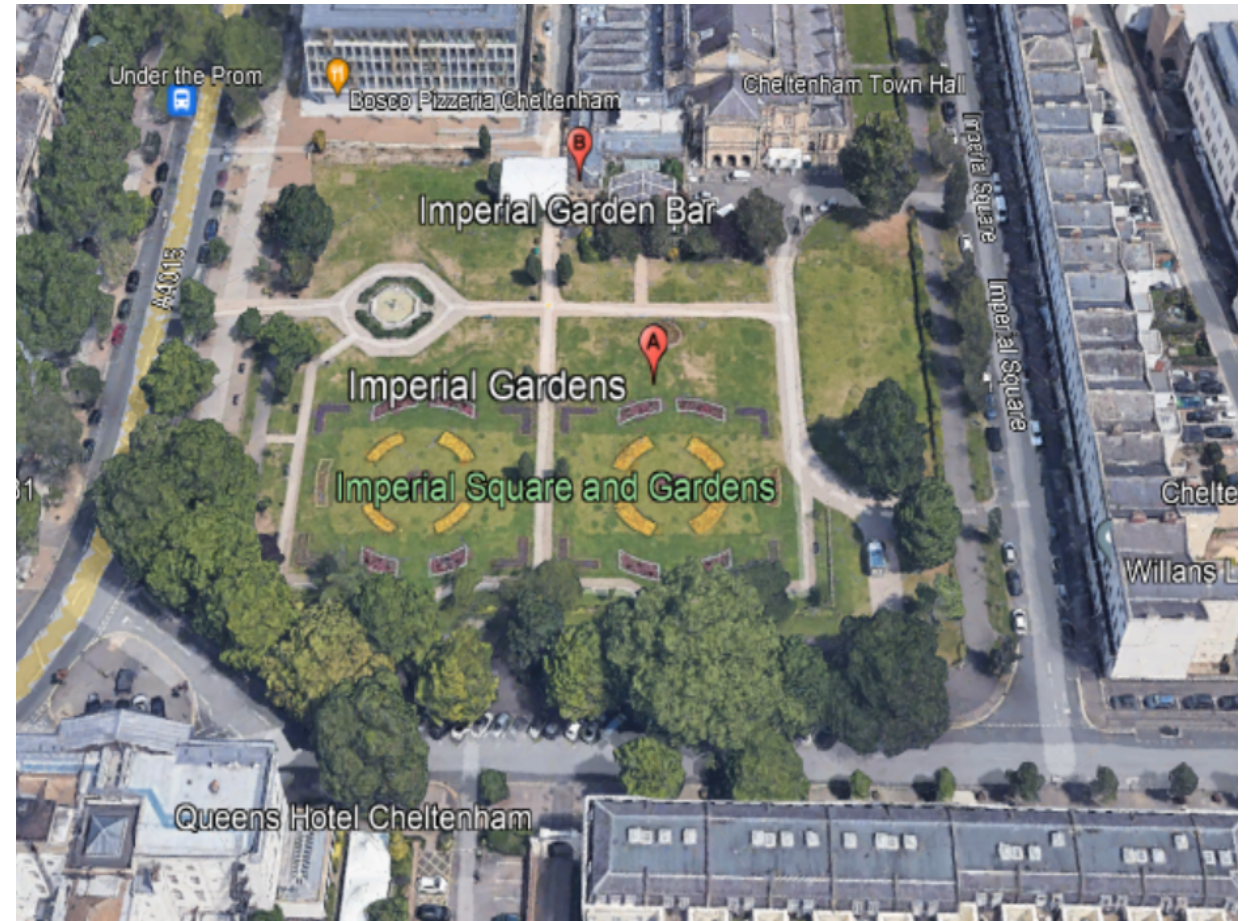 Under the Prom
Bosco Pizzeria Cheltenham
Cheltenham Town Hall
B
Imperial Square
Imperial Garden Bar
A4015
Imperial Square
A
Imperial Gardens
Imperial Square and Gardens
Chelte
31
Willans L
Queens Hotel Cheltenham